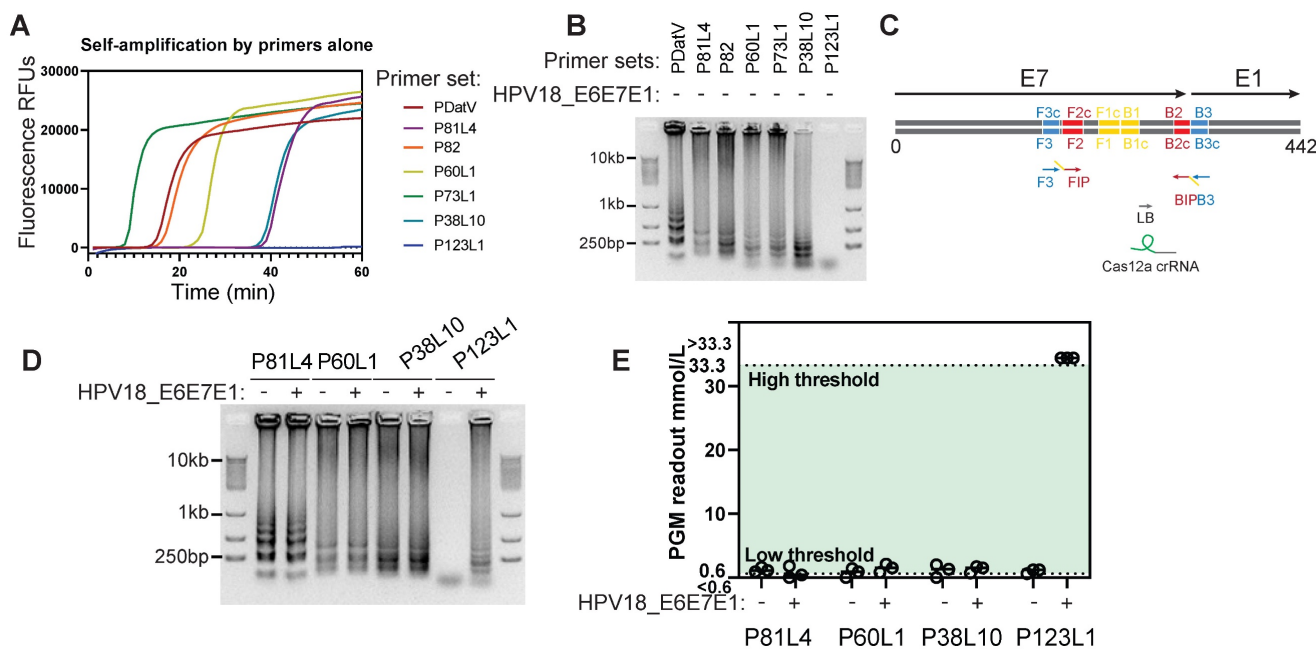 A
Self-amplification by primers alone
Fluorescence RFUs
30000
20000
10000
0
0 20 40 60
Time (min)
Primer set:
PDatV
P81L4
P82
P60L1
P73L1
P38L10
P123L1
B
Primer sets:
PDatV P81L4 P82 P60L1 P73L1 P38L10 P123L1
HPV18_E6E7E1: - - - - - - -
10kb
1kb
250bp
C
E7 E1
F3c F2c F1c B1 B2 B3
F3 F2 F1 B1c B2c B3c
0 442
F3 FIP BIP B3
LB
Cas12a crRNA
D
P81L4 P60L1 P38L10 P123L1
HPV18_E6E7E1: - + - + - + - +
10kb
1kb
250bp
E
PGM readout mmol/L
>33.3
33.3
30
20
10
0.6
<0.6
High threshold
Low threshold
HPV18_E6E7E1: - + - + - + - +
P81L4 P60L1 P38L10 P123L1